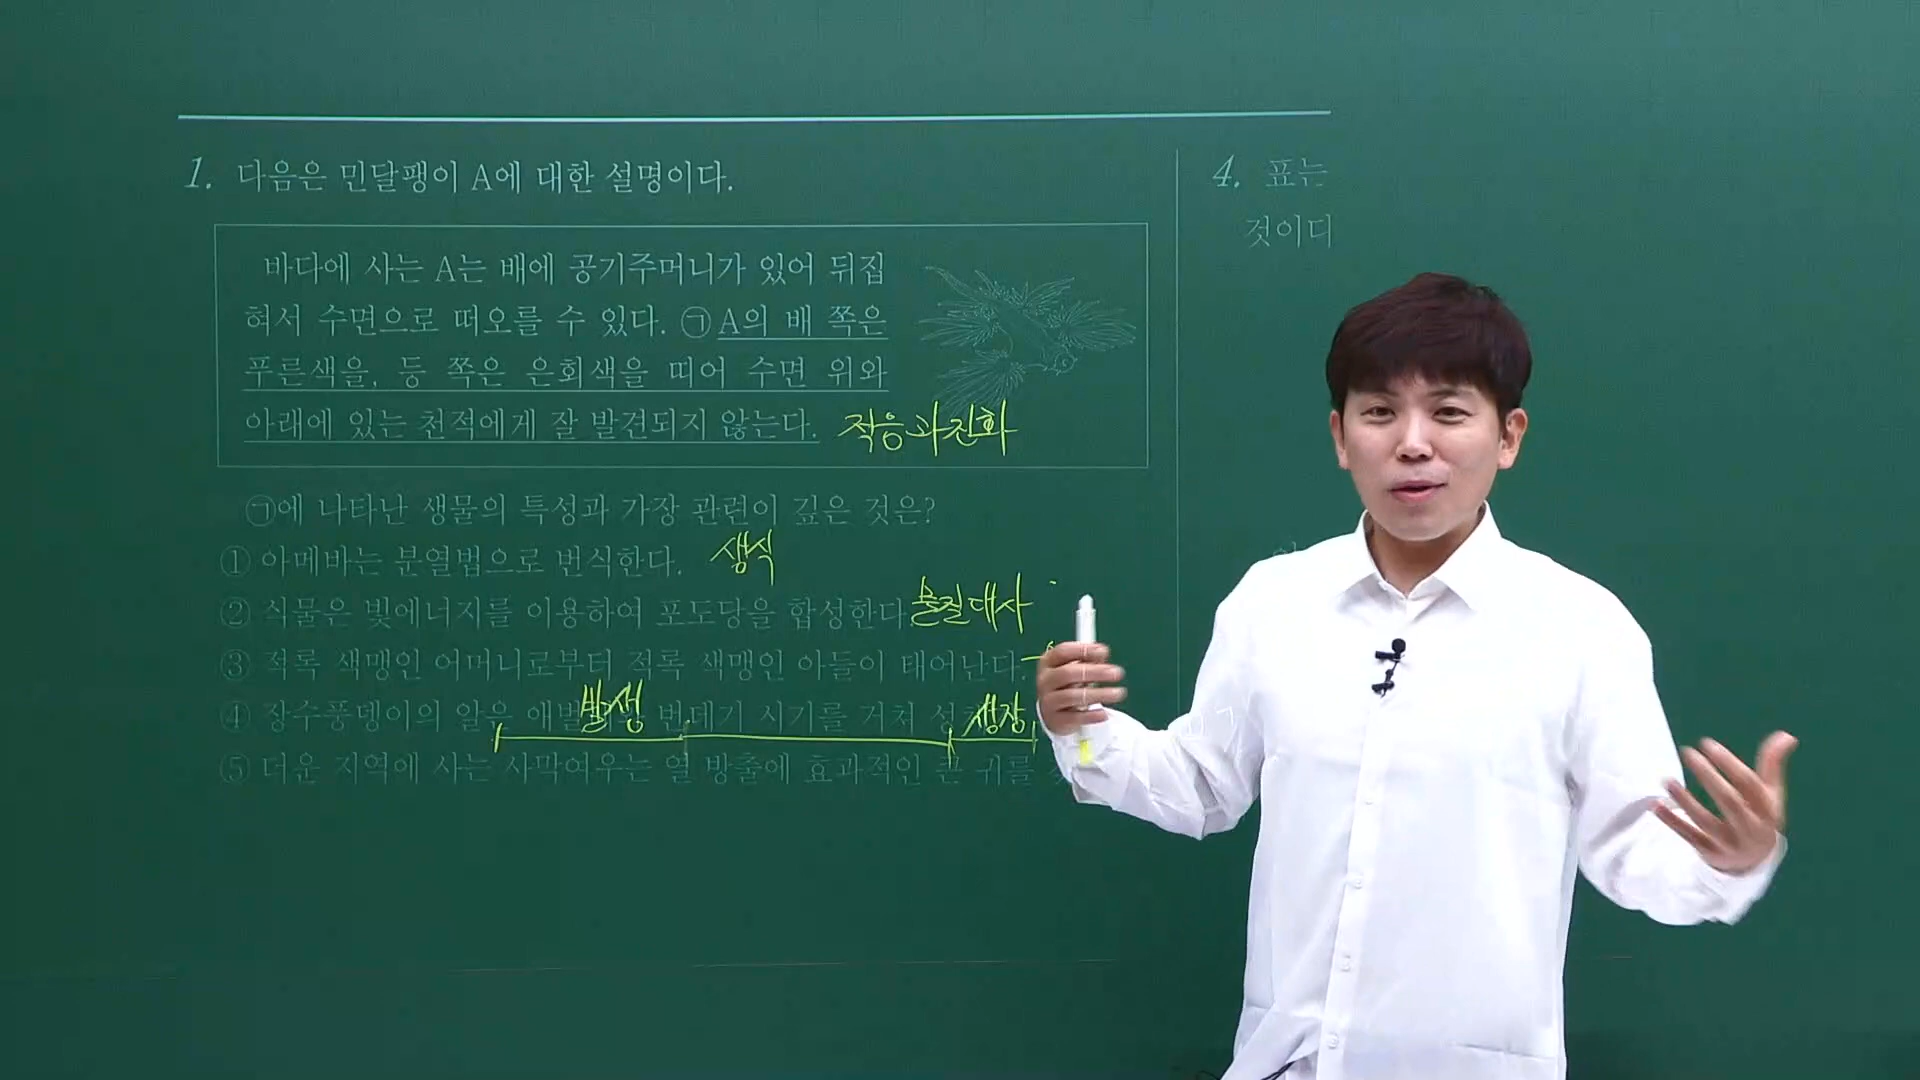 1. 다음은 민달팽이 A에 대한 설명이다.
바다에 사는 A는 배에 공기주머니가 있어 뒤집
혀서 수면으로 떠오를 수 있다. ㉠A의 배 쪽은
푸른색을, 등 쪽은 은회색을 띠어 수면 위와
아래에 있는 천적에게 잘 발견되지 않는다. 적응과 진화
㉠에 나타난 생물의 특성과 가장 관련이 깊은 것은?
① 아메바는 분열법으로 번식한다. 생식
② 식물은 빛에너지를 이용하여 포도당을 합성한다. 물질대사
③ 적록 색맹인 어머니로부터 적록 색맹인 아들이 태어난다.
발생 생장
④ 장수풍뎅이의 알은 번데기 시기를 거쳐
⑤ 더운 지역에 사는 사막여우는 열 방출에 효과적인 큰 귀를
4. 표는
것이다